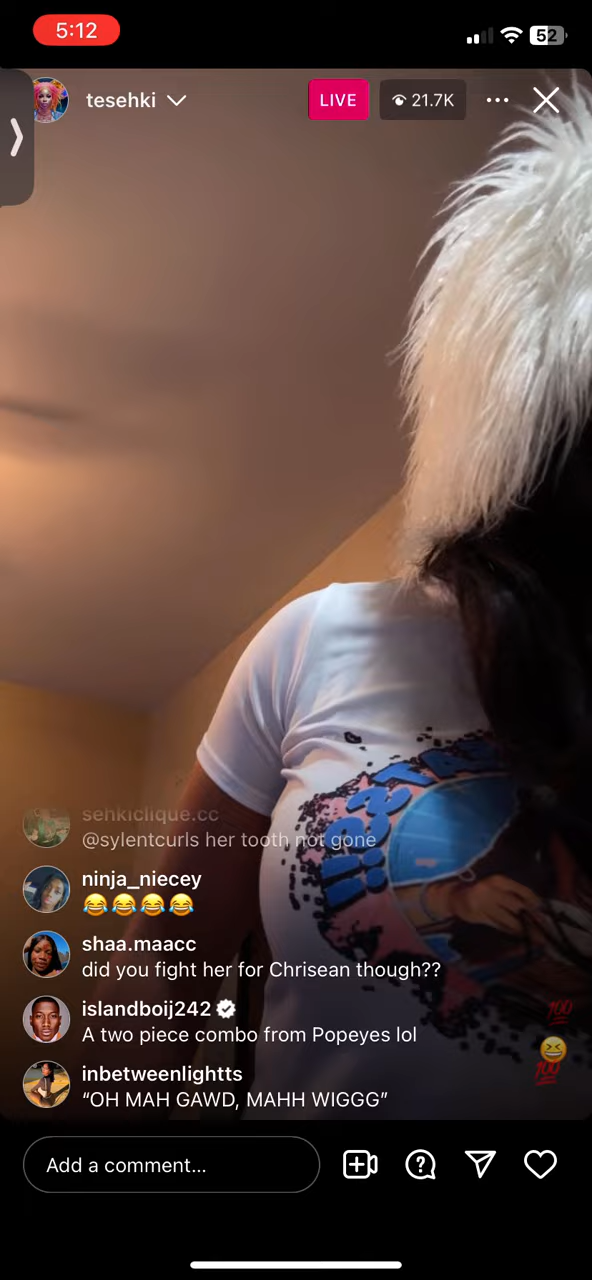 5:12
52
tesehki
LIVE
21.7K
sehkiclique.cc
@sylentcurls her tooth not gone
ninja_niecey
😂😂😂😂
shaa.maacc
did you fight her for Chrisean though??
islandboij242
A two piece combo from Popeyes lol
inbetweenlightts
“OH MAH GAWD, MAHH WIGGG”
💯
😆
💯
Add a comment...